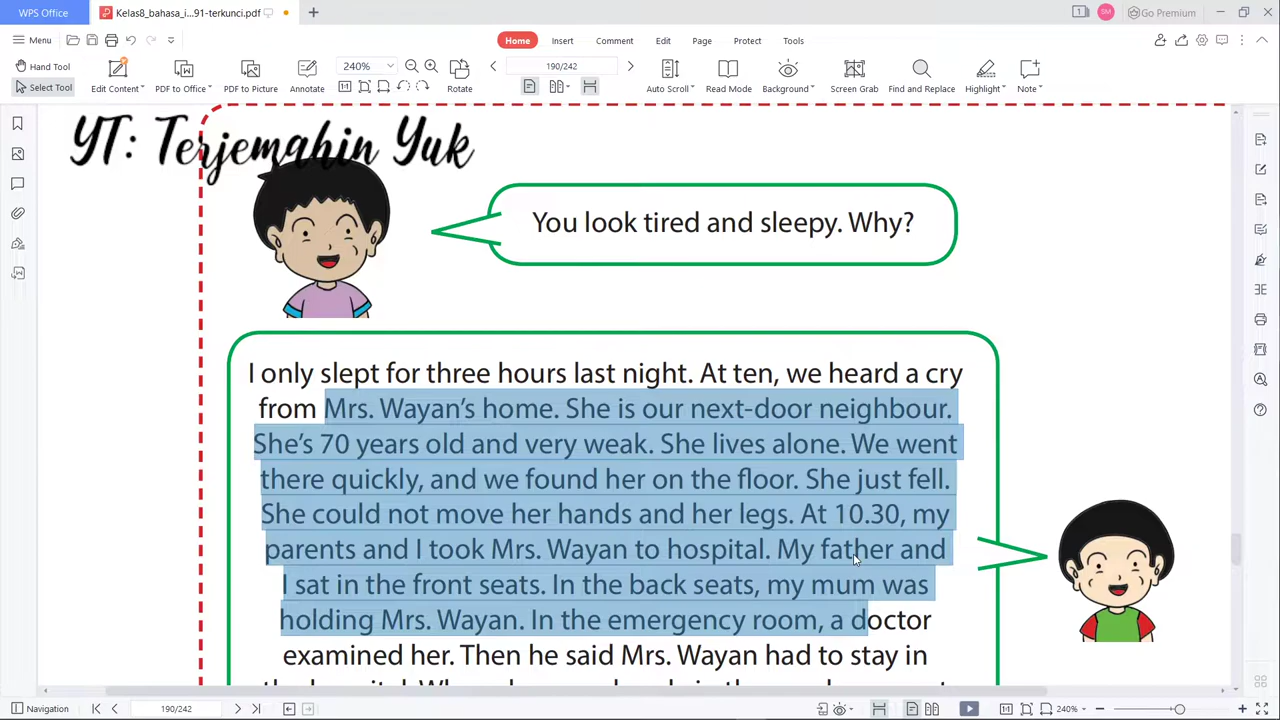 WPS Office
Kelas8_bahasa_i...91-terkunci.pdf
1
SM
Go Premium
Menu
Home
Insert
Comment
Edit
Page
Protect
Tools
Hand Tool
Select Tool
Edit Content
PDF to Office
PDF to Picture
Annotate
240%
Rotate
190/242
Auto Scroll
Read Mode
Background
Screen Grab
Find and Replace
Highlight
Note
YT: Terjemahin Yuk
You look tired and sleepy. Why?
I only slept for three hours last night. At ten, we heard a cry
from Mrs. Wayan's home. She is our next-door neighbour.
She's 70 years old and very weak. She lives alone. We went
there quickly, and we found her on the floor. She just fell.
She could not move her hands and her legs. At 10.30, my
parents and I took Mrs. Wayan to hospital. My father and
I sat in the front seats. In the back seats, my mum was
holding Mrs. Wayan. In the emergency room, a doctor
examined her. Then he said Mrs. Wayan had to stay in
Navigation
190/242
240%